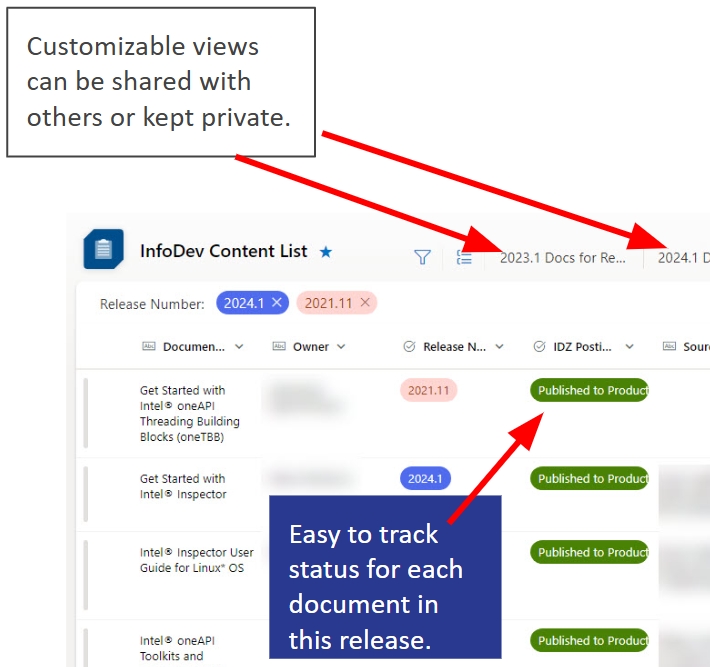 Customizable views
can be shared with
others or kept private.
InfoDev Content List
2023.1 Docs for Re...
2024.1 D
Release Number:
2024.1 ×
2021.11 ×
Abc Documen...
Abc Owner
Release N...
IDZ Posti...
Abc Sour
Get Started with
Intel® oneAPI
Threading Building
Blocks (oneTBB)
2021.11
Published to Product
Get Started with
Intel® Inspector
2024.1
Published to Product
Intel® Inspector User
Guide for Linux* OS
Published to Product
Intel® oneAPI
Toolkits and
Published to Product
Easy to track
status for each
document in
this release.